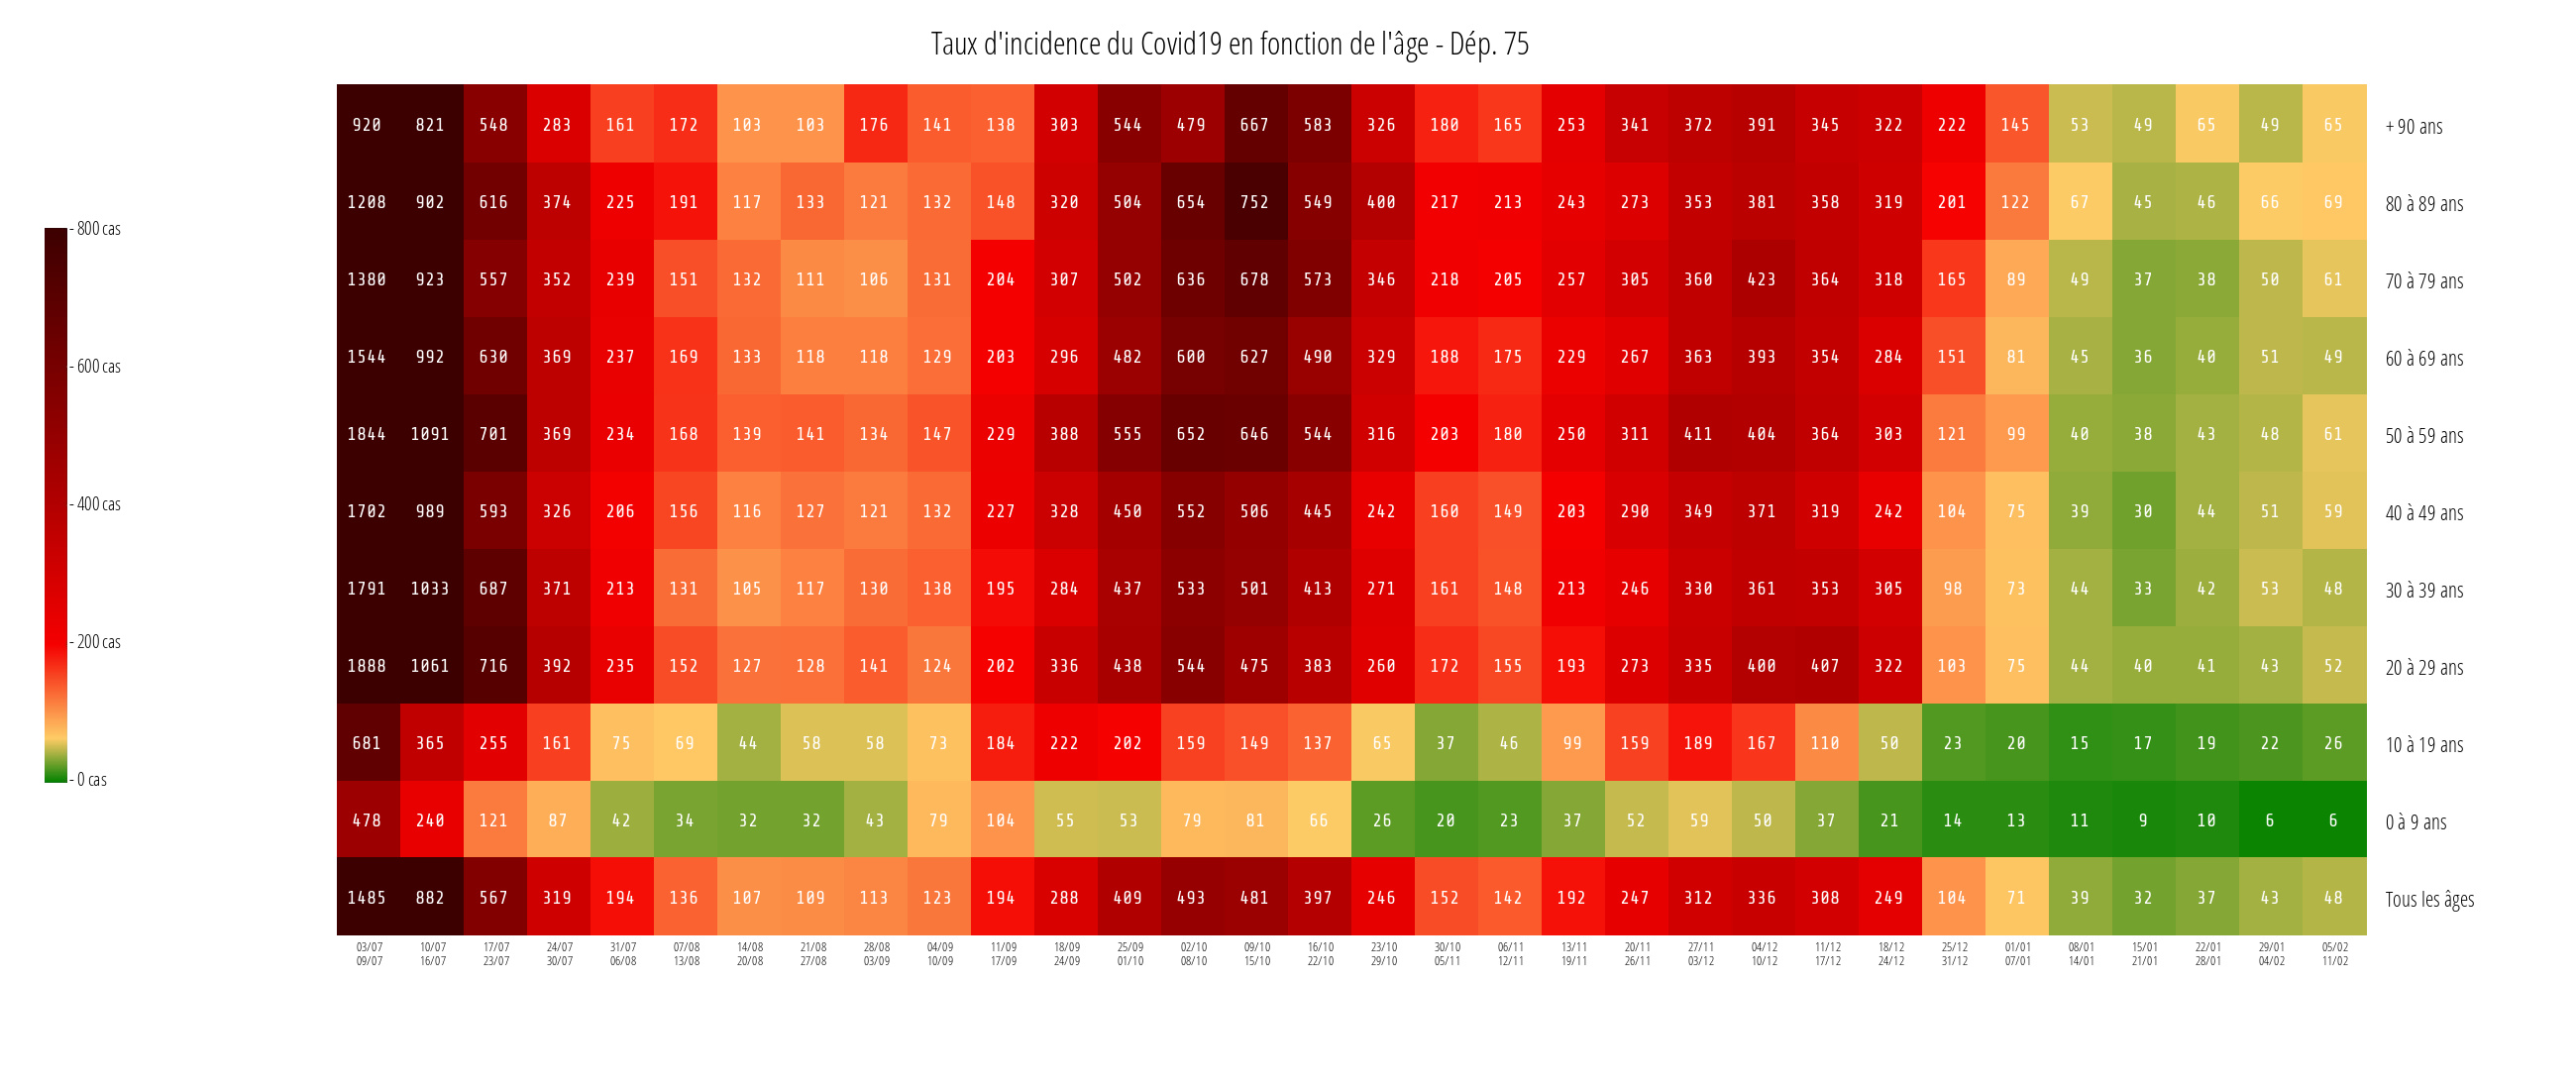 Taux d'incidence du Covid19 en fonction de l'âge - Dép. 75
920 821 548 283 161 172 103 103 176 141 138 303 544 479 667 583 326 180 165 253 341 372 391 345 322 222 145 53 49 65 49 65 + 90 ans
1208 902 616 374 225 191 117 133 121 132 148 320 504 654 752 549 400 217 213 243 273 353 381 358 319 201 122 67 45 46 66 69 80 à 89 ans
- 800 cas
1380 923 557 352 239 151 132 111 106 131 204 307 502 636 678 573 346 218 205 257 305 360 423 364 318 165 89 49 37 38 50 61 70 à 79 ans
1544 992 630 369 237 169 133 118 118 129 203 296 482 600 627 490 329 188 175 229 267 363 393 354 284 151 81 45 36 40 51 49 60 à 69 ans
- 600 cas
1844 1091 701 369 234 168 139 141 134 147 229 388 555 652 646 544 316 203 180 250 311 411 404 364 303 121 99 40 38 43 48 61 50 à 59 ans
- 400 cas
1702 989 593 326 206 156 116 127 121 132 227 328 450 552 506 445 242 160 149 203 290 349 371 319 242 104 75 39 30 44 51 59 40 à 49 ans
1791 1033 687 371 213 131 105 117 130 138 195 284 437 533 501 413 271 161 148 213 246 330 361 353 305 98 73 44 33 42 53 48 30 à 39 ans
- 200 cas
1888 1061 716 392 235 152 127 128 141 124 202 336 438 544 475 383 260 172 155 193 273 335 400 407 322 103 75 44 40 41 43 52 20 à 29 ans
681 365 255 161 75 69 44 58 58 73 184 222 202 159 149 137 65 37 46 99 159 189 167 110 50 23 20 15 17 19 22 26 10 à 19 ans
- 0 cas
478 240 121 87 42 34 32 32 43 79 104 55 53 79 81 66 26 20 23 37 52 59 50 37 21 14 13 11 9 10 6 6 0 à 9 ans
1485 882 567 319 194 136 107 109 113 123 194 288 409 493 481 397 246 152 142 192 247 312 336 308 249 104 71 39 32 37 43 48 Tous les âges
03/07 10/07 17/07 24/07 31/07 07/08 14/08 21/08 28/08 04/09 11/09 18/09 25/09 02/10 09/10 16/10 23/10 30/10 06/11 13/11 20/11 27/11 04/12 11/12 18/12 25/12 01/01 08/01 15/01 22/01 29/01 05/02
09/07 16/07 23/07 30/07 06/08 13/08 20/08 27/08 03/09 10/09 17/09 24/09 01/10 08/10 15/10 22/10 29/10 05/11 12/11 19/11 26/11 03/12 10/12 17/12 24/12 31/12 07/01 14/01 21/01 28/01 04/02 11/02